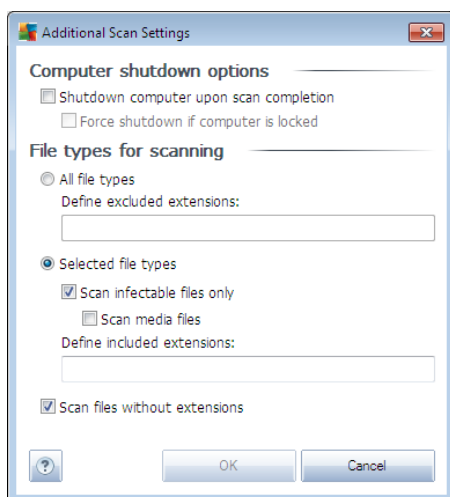 Additional Scan Settings
Computer shutdown options
Shutdown computer upon scan completion
Force shutdown if computer is locked
File types for scanning
All file types
Define excluded extensions:
Selected file types
Scan infectable files only
Scan media files
Define included extensions:
Scan files without extensions
? OK Cancel